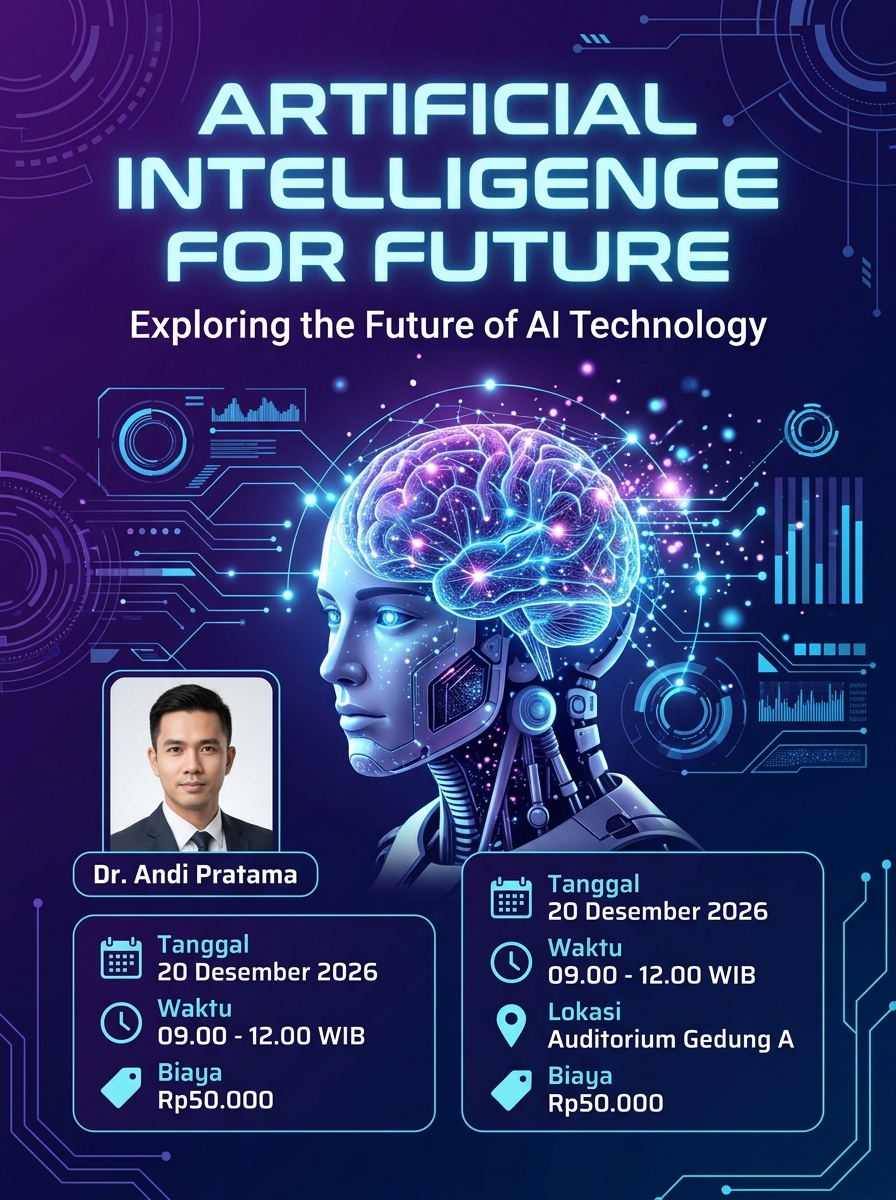 ARTIFICIAL
INTELLIGENCE
FOR FUTURE
Exploring the Future of AI Technology
Dr. Andi Pratama
Tanggal
20 Desember 2026
Waktu
09.00 - 12.00 WIB
Biaya
Rp50.000
Tanggal
20 Desember 2026
Waktu
09.00 - 12.00 WIB
Lokasi
Auditorium Gedung A
Biaya
Rp50.000